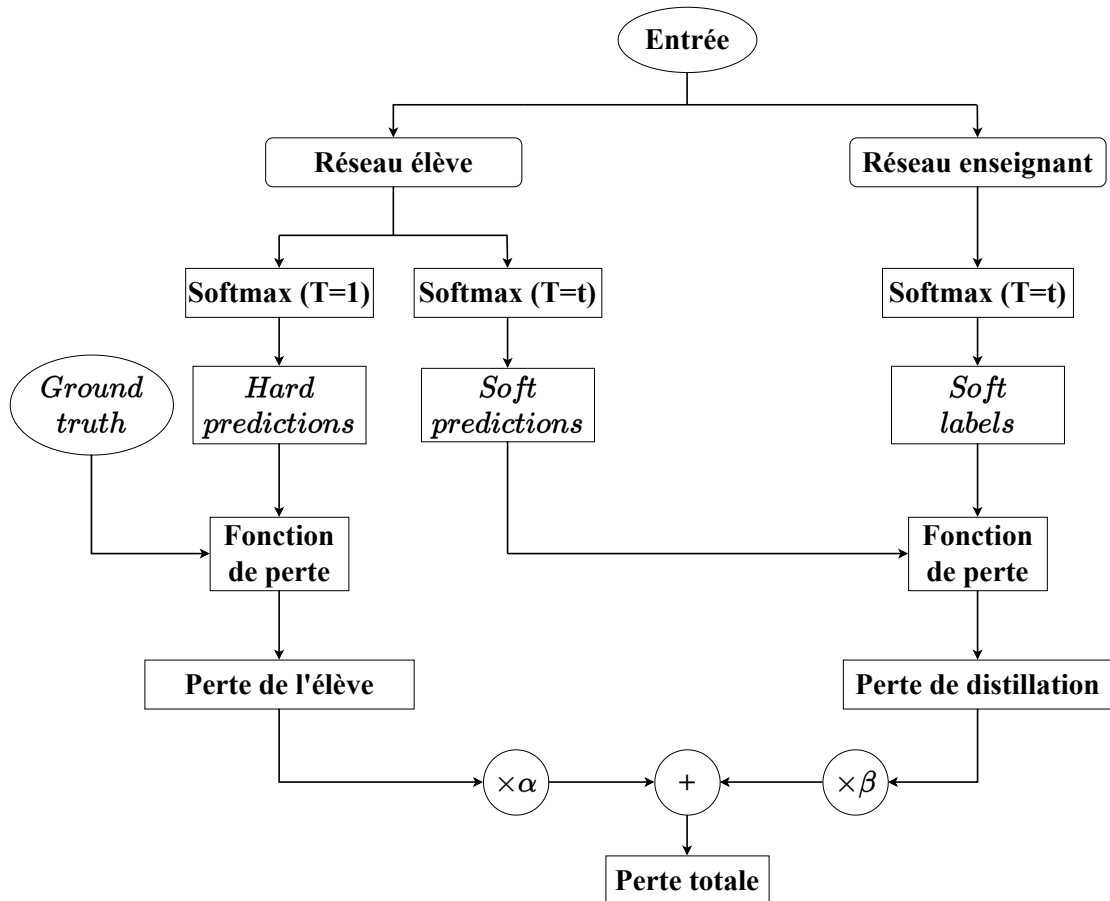 Entrée
Réseau élève
Réseau enseignant
Softmax (T=1)
Softmax (T=t)
Softmax (T=t)
Ground
truth
Hard
predictions
Soft
predictions
Soft
labels
Fonction
de perte
Fonction
de perte
Perte de l'élève
Perte de distillation
×α
+
×β
Perte totale